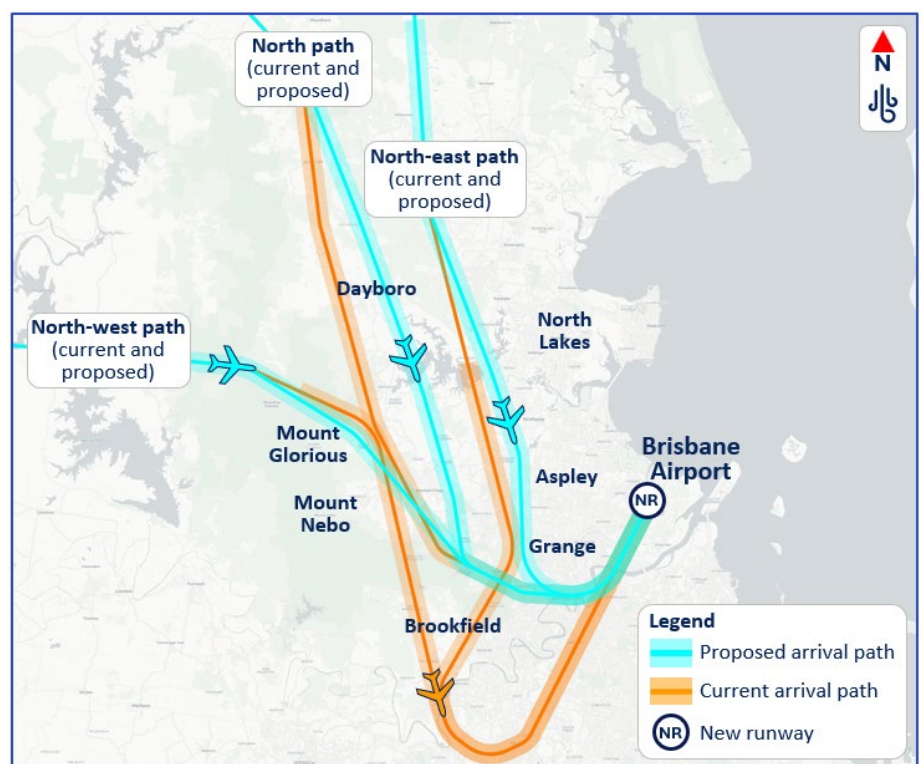 North path
(current and
proposed)
N
North-east path
(current and
proposed)
Dayboro
North
Lakes
North-west path
(current and
proposed)
Mount
Glorious
Mount
Nebo
Aspley
Brisbane
Airport
NR
Grange
Brookfield
Legend
Proposed arrival path
Current arrival path
NR New runway